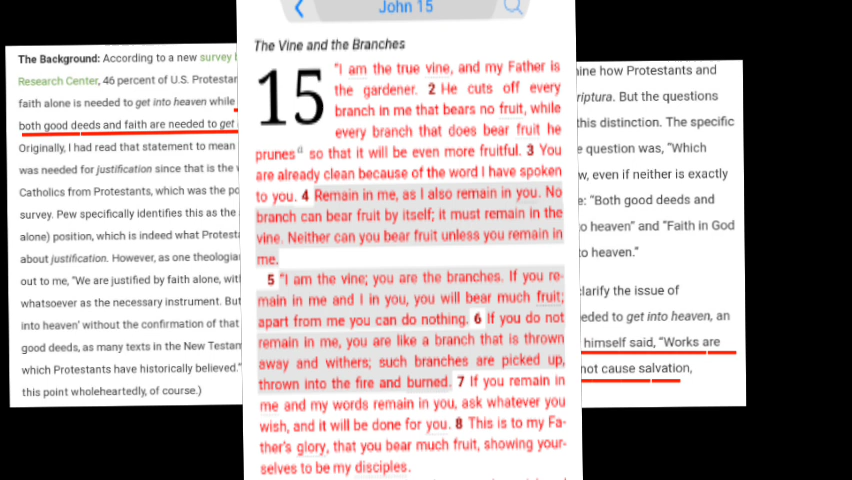 The Background: According to a new survey
Research Center, 46 percent of U.S. Protestan
faith alone is needed to get into heaven while
both good deeds and faith are needed to get
Originally, I had read that statement to mean
was needed for justification since that is the
Catholics from Protestants, which was the po
survey. Pew specifically identifies this as the
alone) position, which is indeed what Protest
about justification. However, as one theologia
out to me, "We are justified by faith alone, wit
whatsoever as the necessary instrument. But
into heaven' without the confirmation of that
good deeds, as many texts in the New Testam
which Protestants have historically believed."
this point wholeheartedly, of course.)
John 15
The Vine and the Branches
15 "I am the true vine, and my Father is
the gardener. 2 He cuts off every
branch in me that bears no fruit, while
every branch that does bear fruit he
prunesa so that it will be even more fruitful. 3 You
are already clean because of the word I have spoken
to you. 4 Remain in me, as I also remain in you. No
branch can bear fruit by itself; it must remain in the
vine. Neither can you bear fruit unless you remain in
me.
5 "I am the vine; you are the branches. If you re-
main in me and I in you, you will bear much fruit;
apart from me you can do nothing. 6 If you do not
remain in me, you are like a branch that is thrown
away and withers; such branches are picked up,
thrown into the fire and burned. 7 If you remain in
me and my words remain in you, ask whatever you
wish, and it will be done for you. 8 This is to my Fa-
ther's glory, that you bear much fruit, showing your-
selves to be my disciples.
ine how Protestants and
riptura. But the questions
this distinction. The specific
e question was, "Which
w, even if neither is exactly
e: "Both good deeds and
o heaven" and "Faith in God
to heaven."
larify the issue of
eded to get into heaven, an
himself said, "Works are
not cause salvation,